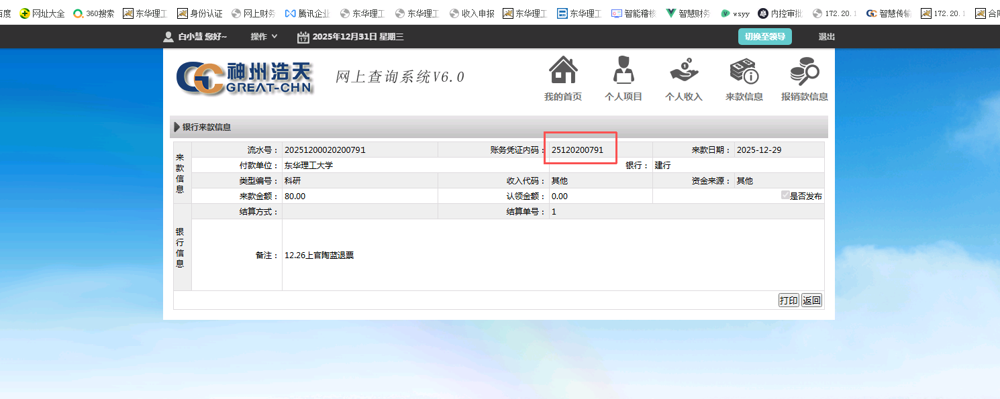 百度 网址大全 360搜索 东华理工 身份认证 网上财务 腾讯企业 东华理工 东华理工 收入申报 东华理工 东华理工 智能稽核 智慧财务 wsyy 内控审批 172.20.1 智慧传输 172.20.1 合同
白小慧 您好~ 操作 17 2025年12月31日 星期三 切换至领导 退出
神州浩天
GREAT-CHN
网上查询系统V6.0
我的首页 个人项目 个人收入 来款信息 报销款信息
银行来款信息
来款信息
流水号： 20251200020200791 账务凭证内码： 25120200791 来款日期： 2025-12-29
付款单位： 东华理工大学 银行： 建行
类型编号： 科研 收入代码： 其他 资金来源： 其他
来款金额： 80.00 认领金额： 0.00 是否发布
银行信息
结算方式： 结算单号： 1
备注： 12.26上官陶蓝退票
打印 返回